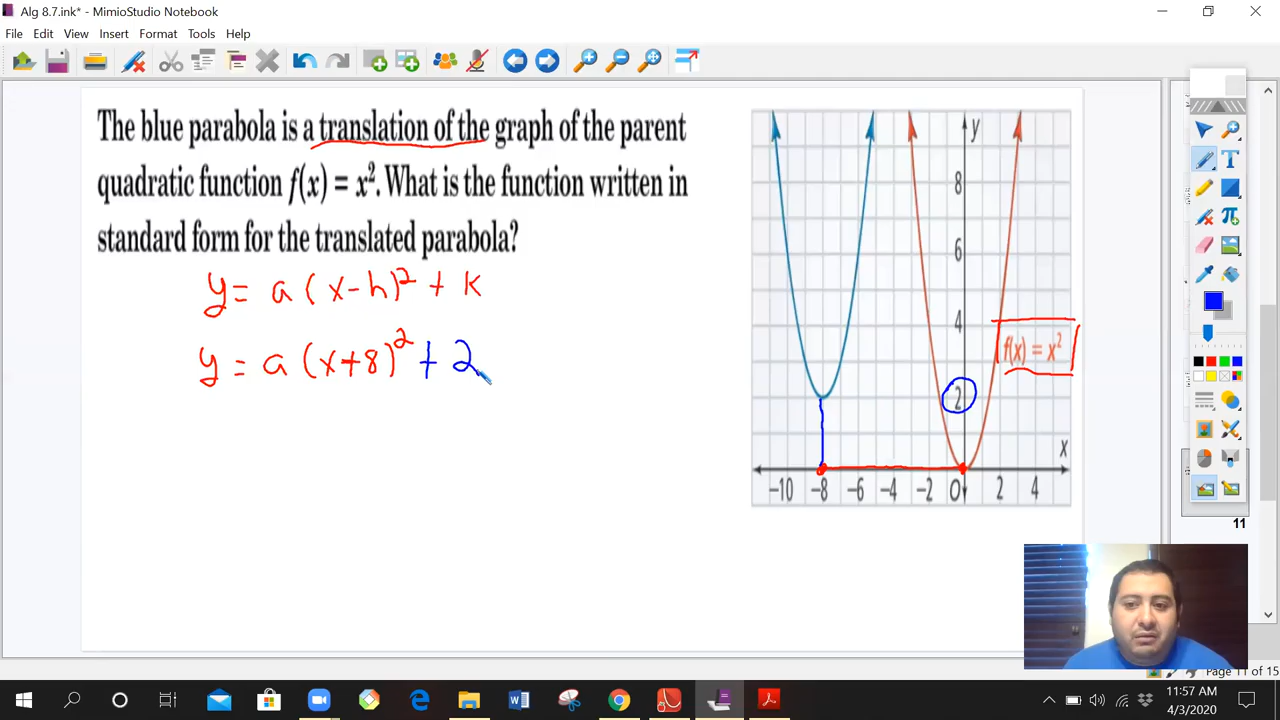 Alg 8.7.ink* - MimioStudio Notebook
File Edit View Insert Format Tools Help
The blue parabola is a translation of the graph of the parent
quadratic function f(x) = x². What is the function written in
standard form for the translated parabola?
y = a(x-h)² + k
y = a(x+8)² + 2
y
8
6
4
2
f(x) = x²
x
-10 -8 -6 -4 -2 O 2 4
11
Page 11 of 15
11:57 AM
4/3/2020